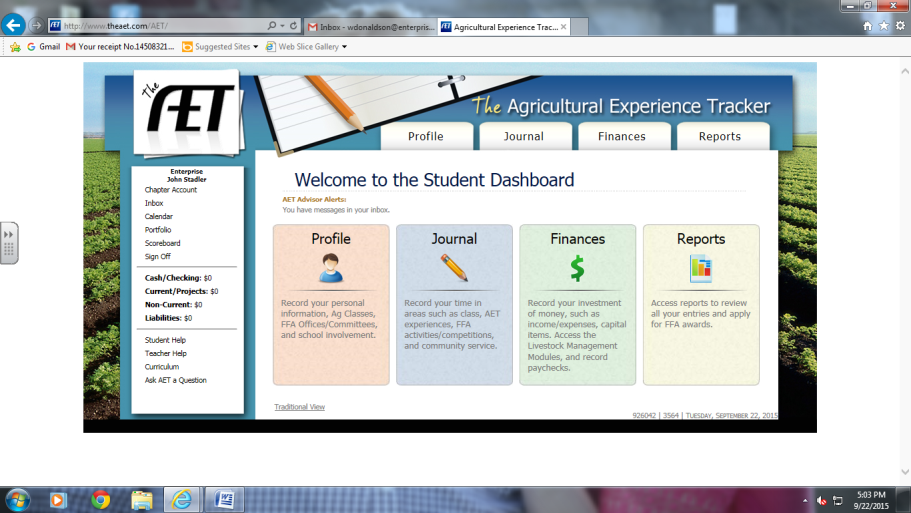 http://www.theaet.com/AET/
Inbox - wdonaldson@enterpris...
Agricultural Experience Trac...
Gmail
Your receipt No.14508321...
Suggested Sites
Web Slice Gallery
The AET
The Agricultural Experience Tracker
Profile Journal Finances Reports
Enterprise
John Stadler
Chapter Account
Inbox
Calendar
Portfolio
Scoreboard
Sign Off
Cash/Checking: $0
Current/Projects: $0
Non-Current: $0
Liabilities: $0
Student Help
Teacher Help
Curriculum
Ask AET a Question
Welcome to the Student Dashboard
AET Advisor Alerts:
You have messages in your inbox.
Profile
Record your personal
information, Ag Classes,
FFA Offices/Committees,
and school involvement.
Journal
Record your time in
areas such as class, AET
experiences, FFA
activities/competitions,
and community service.
Finances
Record your investment
of money, such as
income/expenses, capital
items. Access the
Livestock Management
Modules, and record
paychecks.
Reports
Access reports to review
all your entries and apply
for FFA awards.
Traditional View
926042 | 3564 | Tuesday, September 22, 2015
5:03 PM
9/22/2015